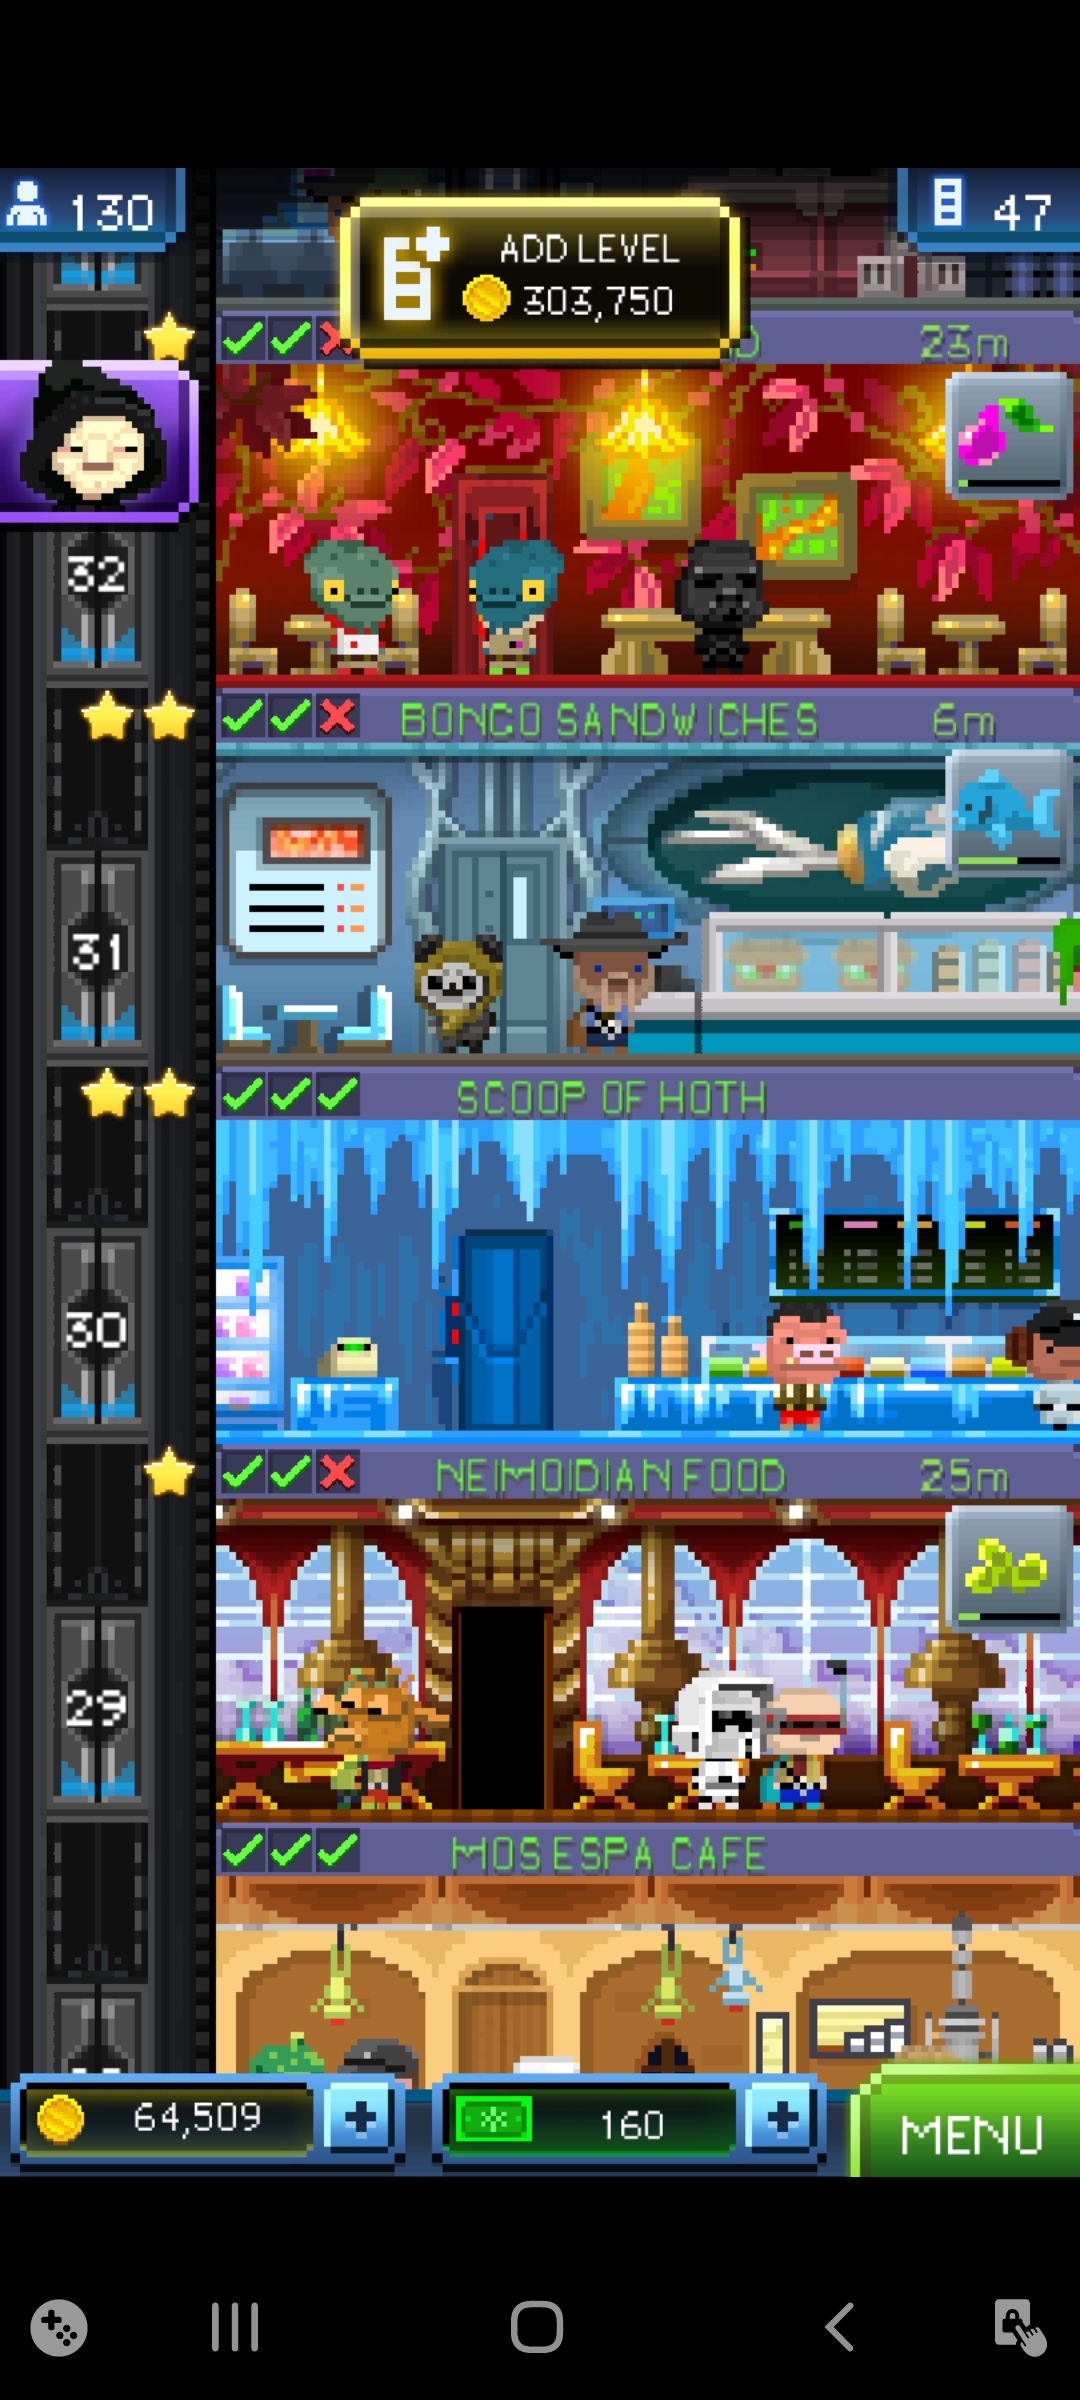 130
47
ADD LEVEL
303,750
23m
32
BONGO SANDWICHES 6m
31
SCOOP OF HOTH
30
NEIMOIDIAN FOOD 25m
29
MOS ESPA CAFE
64,509
160
MENU